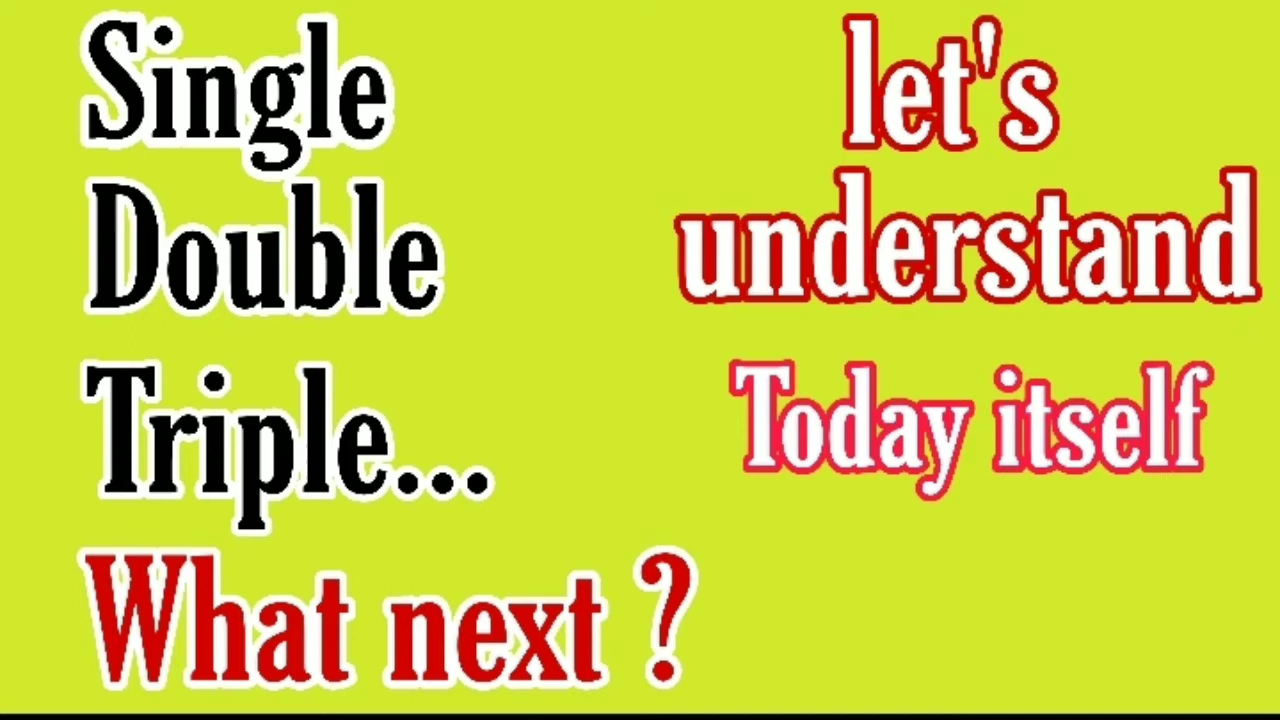 Single
Double
Triple...
What next ?
let's
understand
Today itself